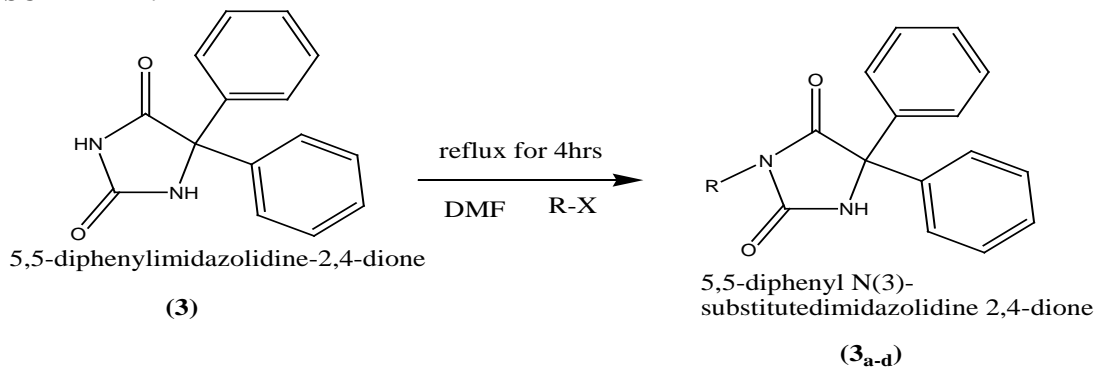 O
HN
NH
O
5,5-diphenylimidazolidine-2,4-dione
(3)
reflux for 4hrs
DMF R-X
O
N
R
NH
O
5,5-diphenyl N(3)-
substitutedimidazolidine 2,4-dione
(3a-d)